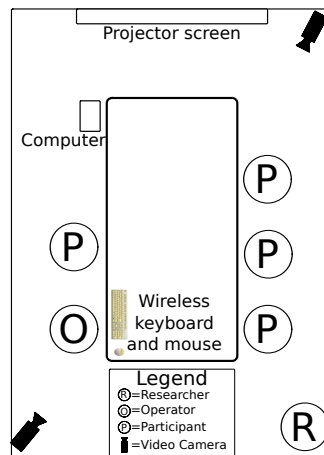 Projector screen
Computer
P
P
P
O
P
Wireless
keyboard
and mouse
Legend
R=Researcher
O=Operator
P=Participant
=Video Camera
R